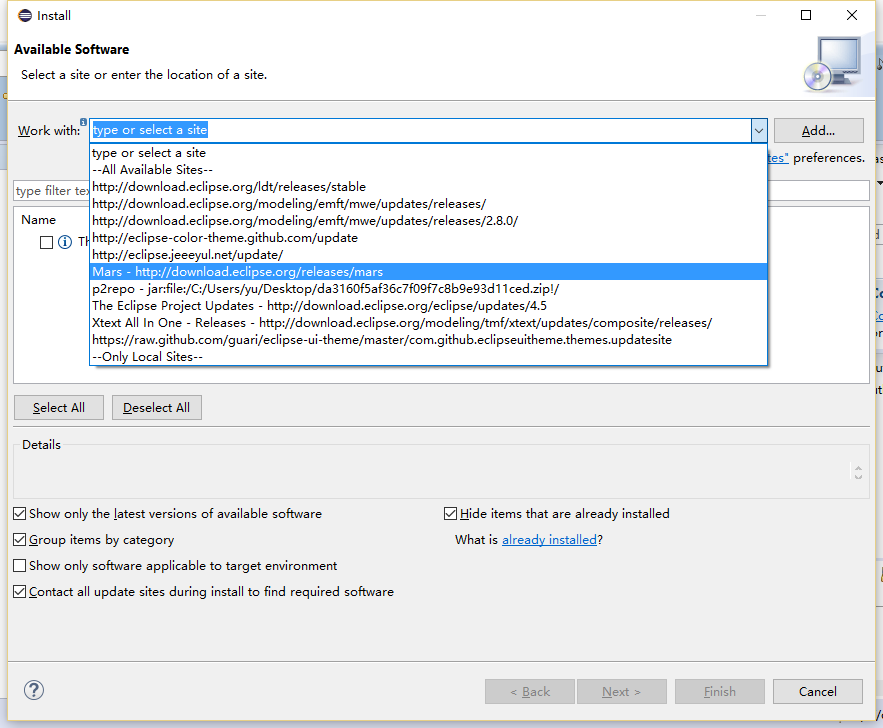 Install
Available Software
Select a site or enter the location of a site.
Work with:
type or select a site
Add...
type or select a site
--All Available Sites--
preferences.
http://download.eclipse.org/ldt/releases/stable
type filter
http://download.eclipse.org/modeling/emft/mwe/updates/releases/
http://download.eclipse.org/modeling/emft/mwe/updates/releases/2.8.0/
Name
http://eclipse-color-theme.github.com/update
http://eclipse.jeeeyul.net/update/
Mars - http://download.eclipse.org/releases/mars
p2repo - jar:file:/C:/Users/yu/Desktop/da3160f5af36c7f09f7c8b9e93d11ced.zip!/
The Eclipse Project Updates - http://download.eclipse.org/eclipse/updates/4.5
Xtext All In One - Releases - http://download.eclipse.org/modeling/tmf/xtext/updates/composite/releases/
https://raw.github.com/guari/eclipse-ui-theme/master/com.github.eclipseuitheme.themes.updatesite
--Only Local Sites--
Select All
Deselect All
Details
Show only the latest versions of available software
Hide items that are already installed
Group items by category
What is already installed?
Show only software applicable to target environment
Contact all update sites during install to find required software
< Back
Next >
Finish
Cancel